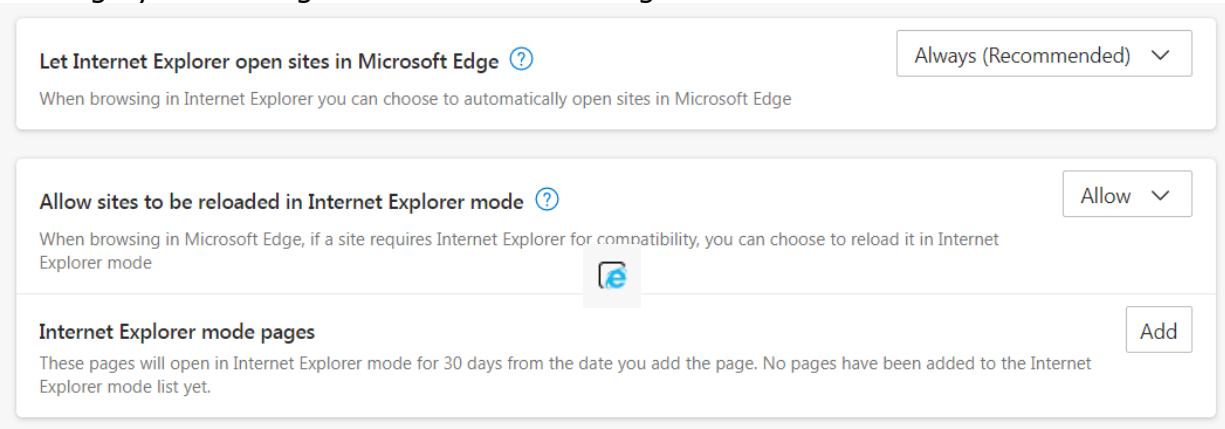 Let Internet Explorer open sites in Microsoft Edge ?
Always (Recommended)
When browsing in Internet Explorer you can choose to automatically open sites in Microsoft Edge
Allow sites to be reloaded in Internet Explorer mode ?
Allow
When browsing in Microsoft Edge, if a site requires Internet Explorer for compatibility, you can choose to reload it in Internet
Explorer mode
Internet Explorer mode pages
Add
These pages will open in Internet Explorer mode for 30 days from the date you add the page. No pages have been added to the Internet
Explorer mode list yet.